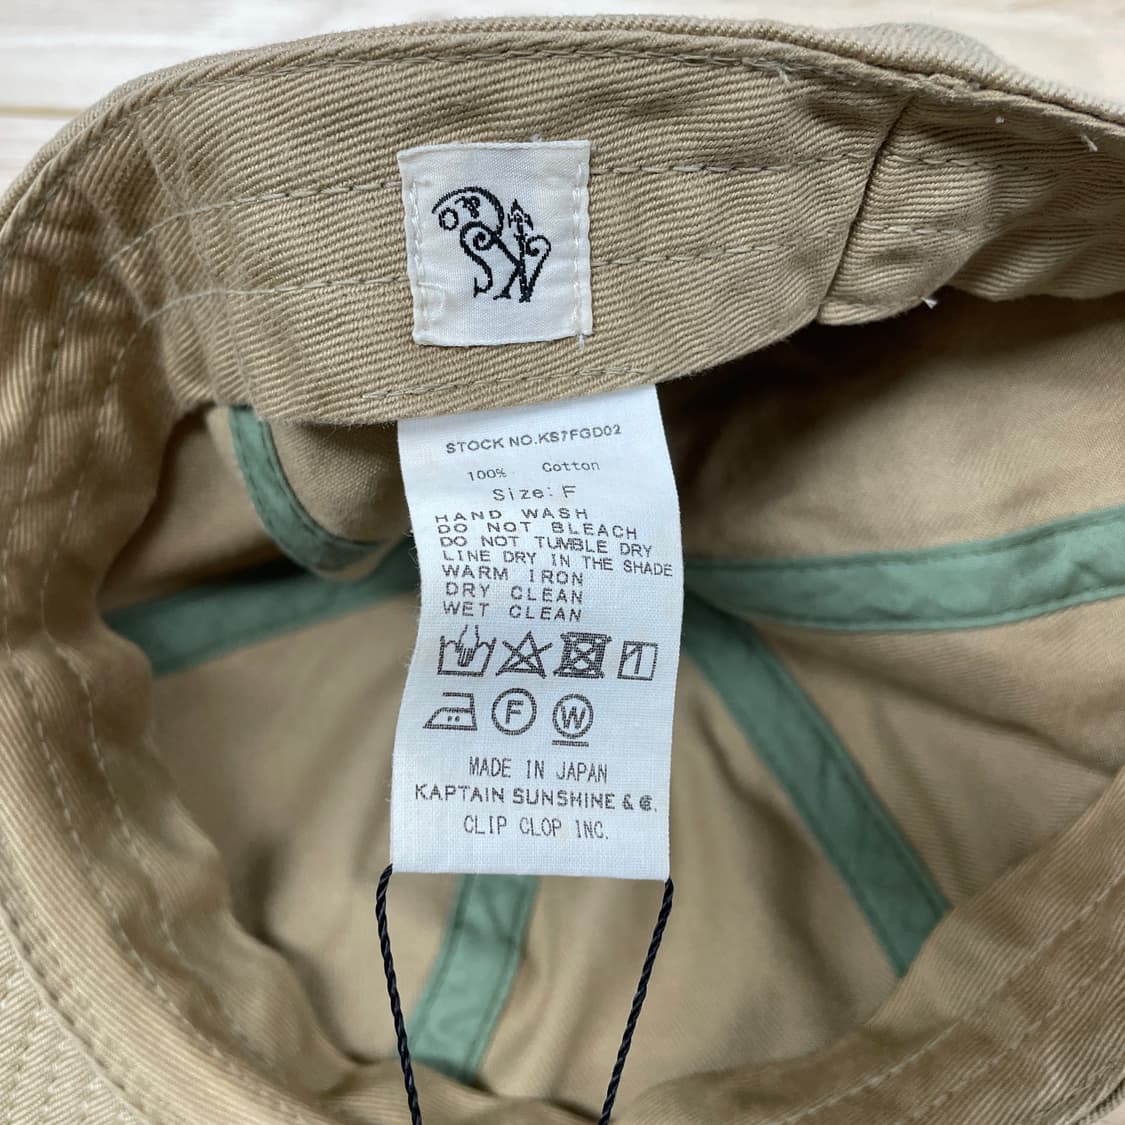 STOCK NO.KS7FGD02
100% Cotton
Size: F
HAND WASH
DO NOT BLEACH
DO NOT TUMBLE DRY
LINE DRY IN THE SHADE
WARM IRON
DRY CLEAN
WET CLEAN
F W
MADE IN JAPAN
KAPTAIN SUNSHINE & Co.
CLIP CLOP INC.